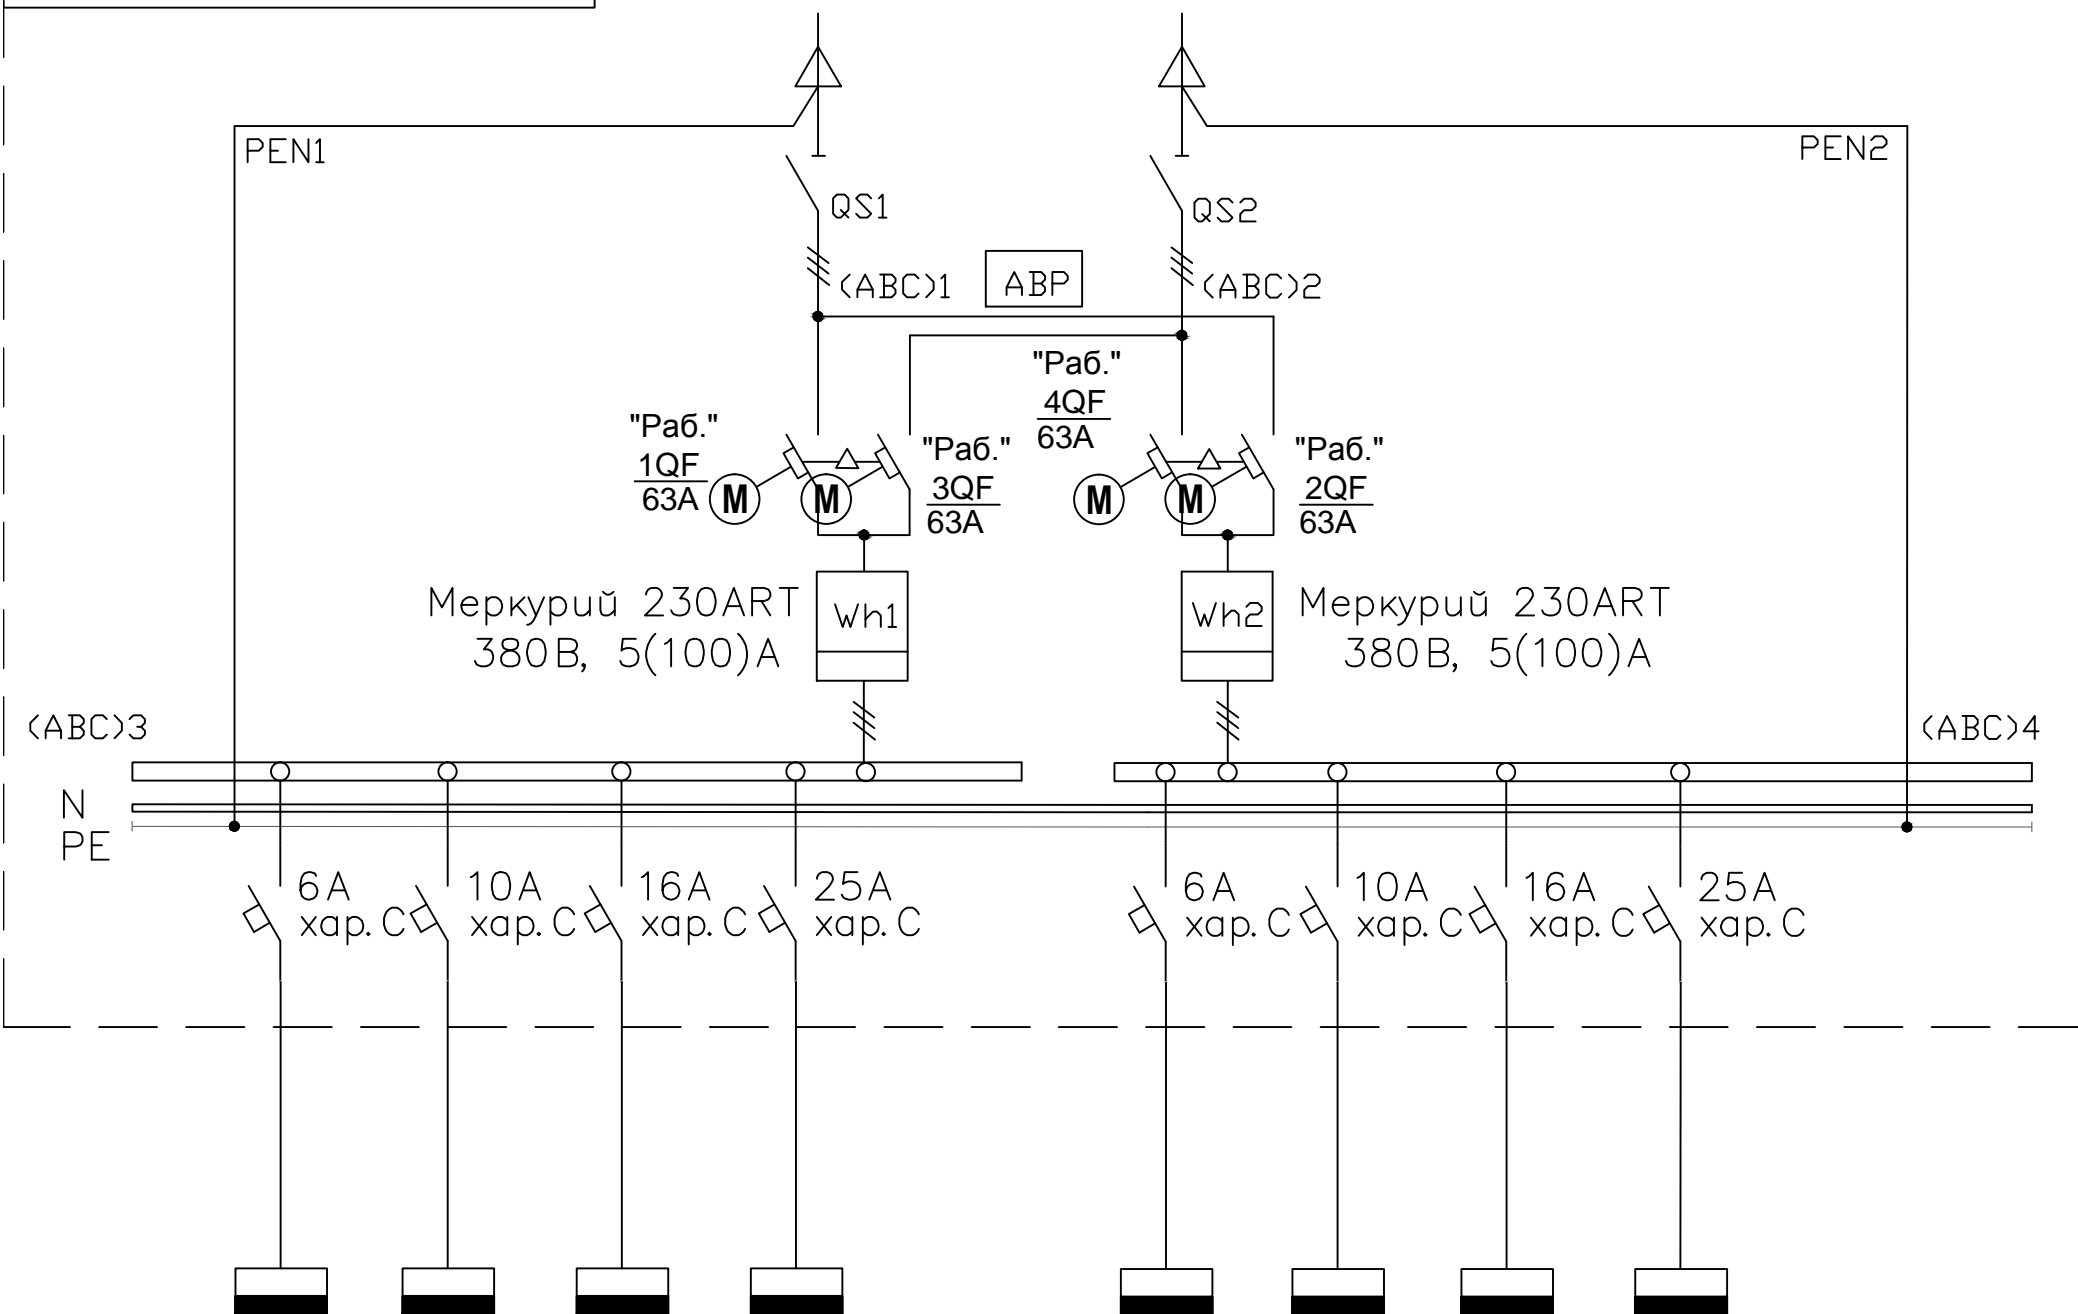 PEN1
PEN2
QS1
QS2
(ABC)1
АВР
(ABC)2
"Раб."
1QF
63А
М
М
"Раб."
3QF
63А
"Раб."
4QF
63А
М
М
"Раб."
2QF
63А
Меркурий 230ART
380В, 5(100)А
Wh1
Wh2
Меркурий 230ART
380В, 5(100)А
(ABC)3
(ABC)4
N
PE
6А
хар. С
10А
хар. С
16А
хар. С
25А
хар. С
6А
хар. С
10А
хар. С
16А
хар. С
25А
хар. С